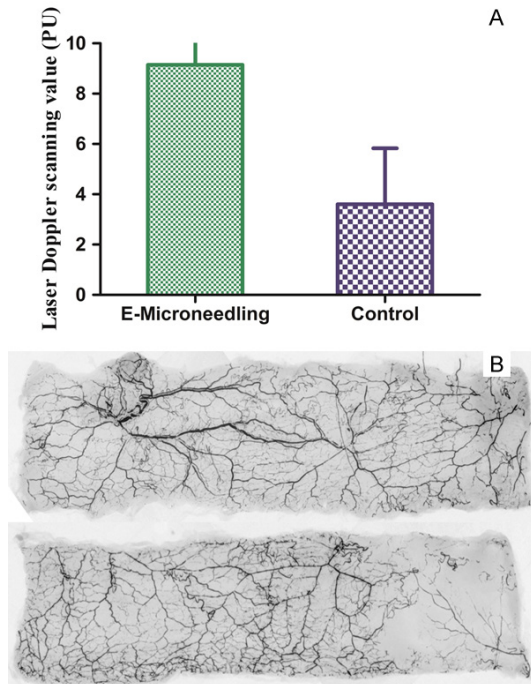 A
Laser Doppler scanning value (PU)
10
8
6
4
2
0
E-Microneedling
Control
B